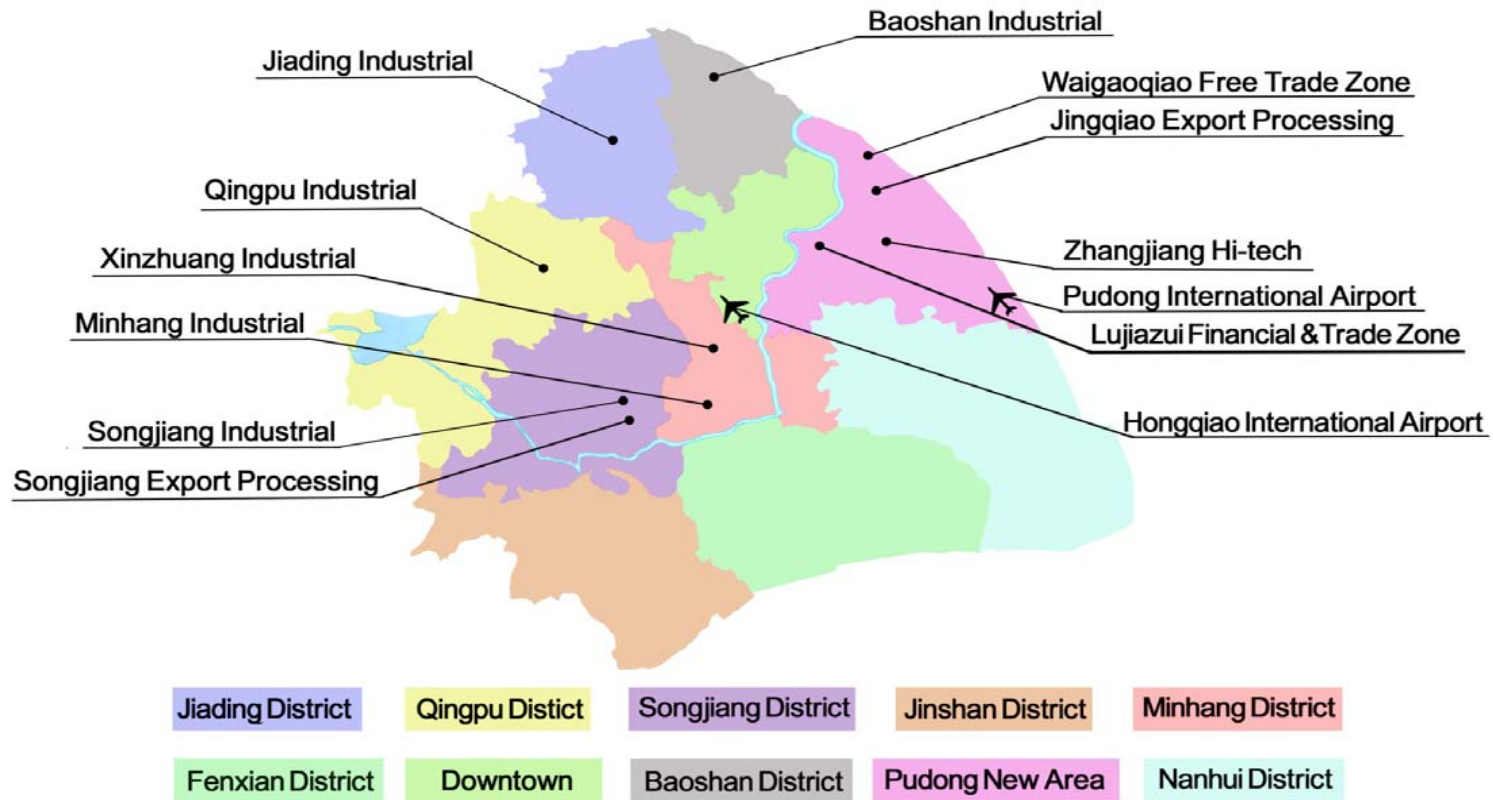 Baoshan Industrial
Jiading Industrial
Waigaoqiao Free Trade Zone
Jingqiao Export Processing
Qingpu Industrial
Xinzhuang Industrial
Zhangjiang Hi-tech
Pudong International Airport
Minhang Industrial
Lujiazui Financial & Trade Zone
Songjiang Industrial
Hongqiao International Airport
Songjiang Export Processing
Jiading District
Qingpu Distict
Songjiang District
Jinshan District
Minhang District
Fenxian District
Downtown
Baoshan District
Pudong New Area
Nanhui District